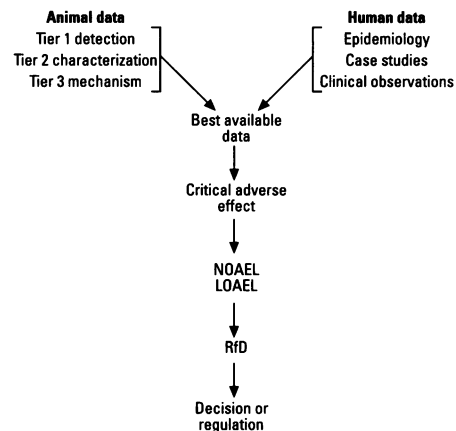 Animal data
Tier 1 detection
Tier 2 characterization
Tier 3 mechanism
Human data
Epidemiology
Case studies
Clinical observations
Best available
data
Critical adverse
effect
NOAEL
LOAEL
RfD
Decision or
regulation